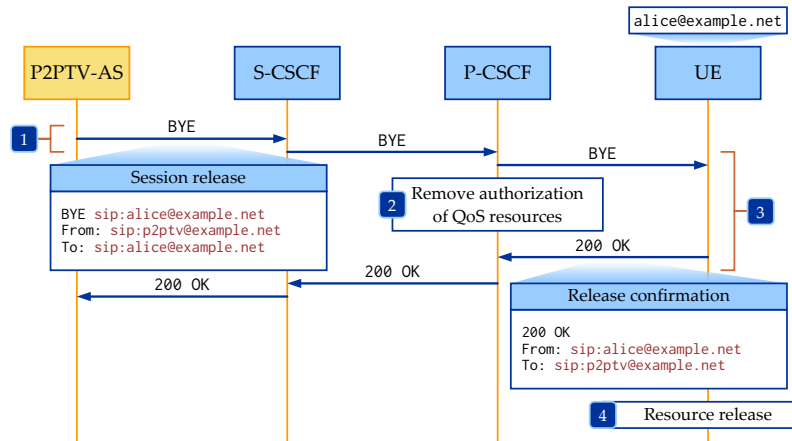 alice@example.net
P2PTV-AS
S-CSCF
P-CSCF
UE
1
BYE
BYE
BYE
Session release
BYE sip:alice@example.net
From: sip:p2ptv@example.net
To: sip:alice@example.net
2
Remove authorization
of QoS resources
3
200 OK
200 OK
200 OK
Release confirmation
200 OK
From: sip:alice@example.net
To: sip:p2ptv@example.net
4
Resource release